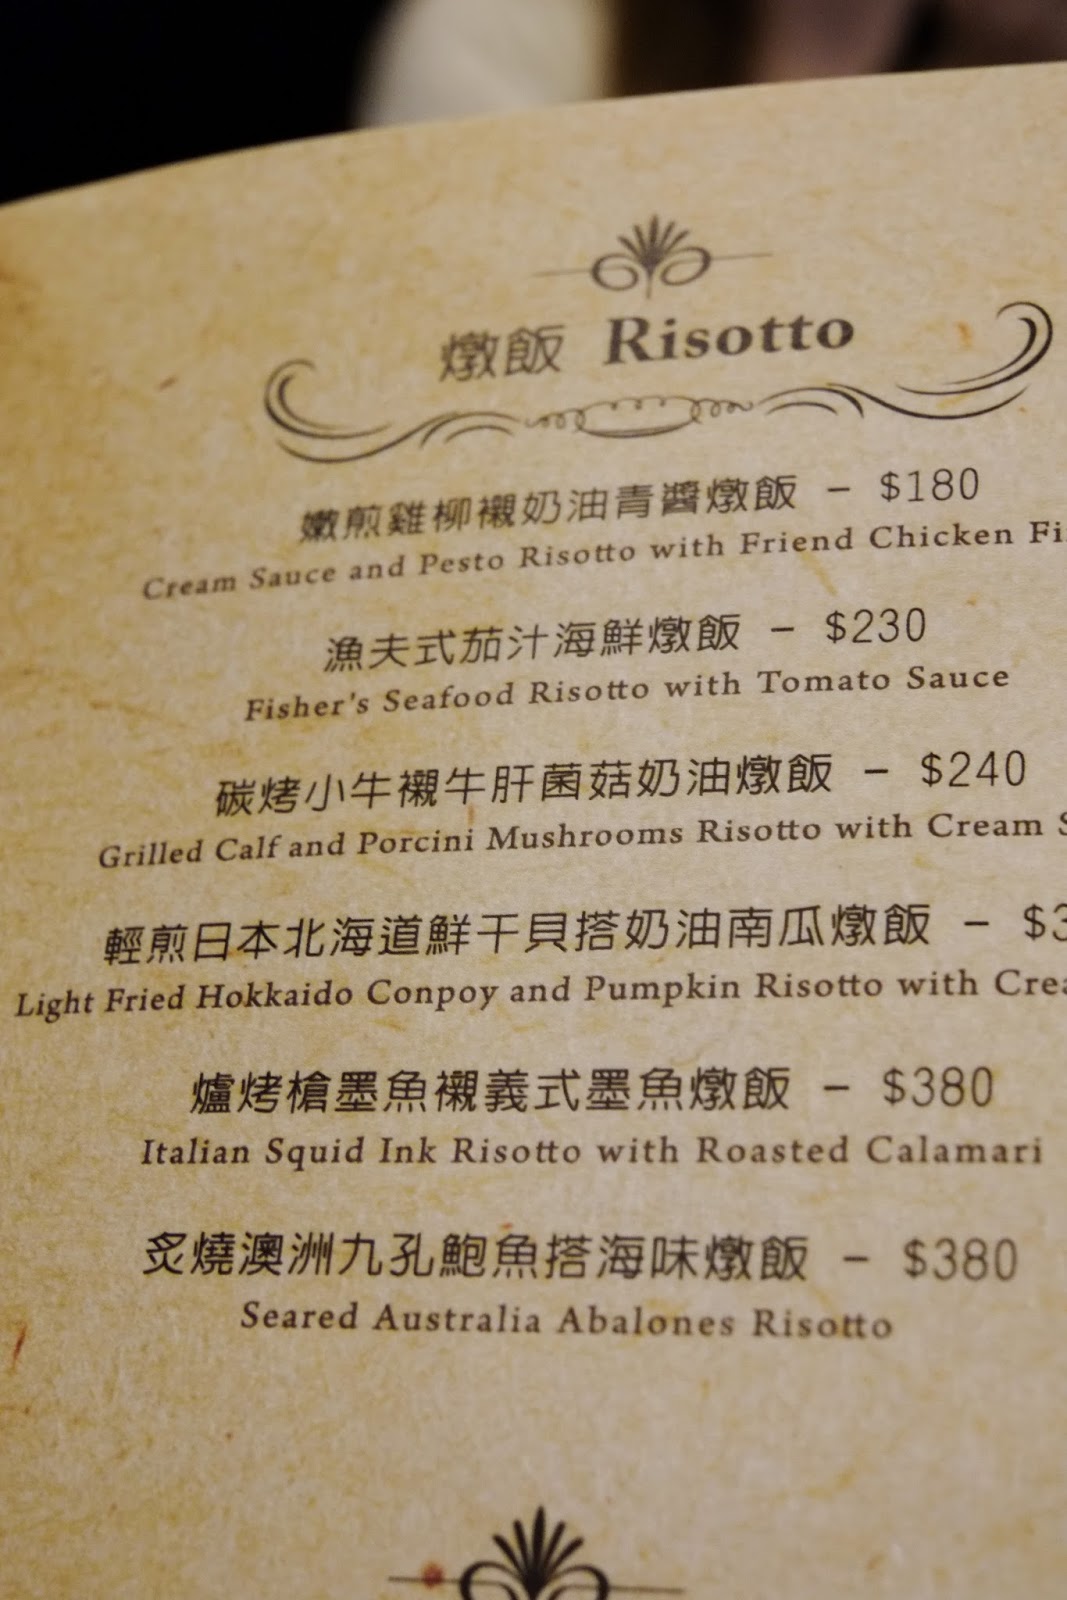 燉飯 Risotto
嫩煎雞柳襯奶油青醬燉飯 - $180
Cream Sauce and Pesto Risotto with Friend Chicken
漁夫式茄汁海鮮燉飯 - $230
Fisher's Seafood Risotto with Tomato Sauce
碳烤小牛襯牛肝菌菇奶油燉飯 - $240
Grilled Calf and Porcini Mushrooms Risotto with Cream
輕煎日本北海道鮮干貝搭奶油南瓜燉飯 -
Light Fried Hokkaido Conpoy and Pumpkin Risotto with
爐烤槍墨魚襯義式墨魚燉飯 - $380
Italian Squid Ink Risotto with Roasted Calamari
炙燒澳洲九孔鮑魚搭海味燉飯 - $380
Seared Australia Abalones Risotto